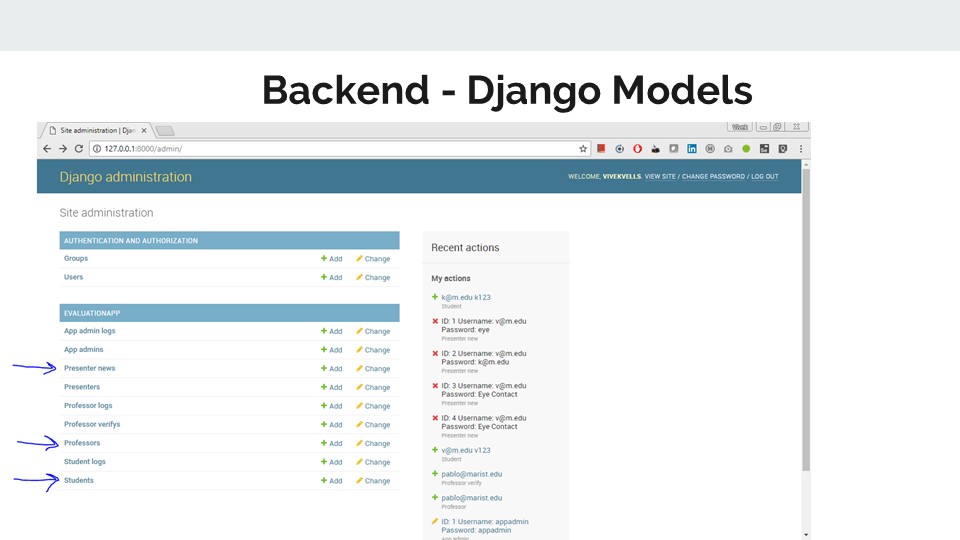 Backend - Django Models
Site administration | Djan
Vivek
127.0.0.1:8000/admin/
Django administration
WELCOME, VIVEKVELLS. VIEW SITE / CHANGE PASSWORD / LOG OUT
Site administration
AUTHENTICATION AND AUTHORIZATION
Groups Add Change
Users Add Change
EVALUATIONAPP
App admin logs Add Change
App admins Add Change
Presenter news Add Change
Presenters Add Change
Professor logs Add Change
Professor verifys Add Change
Professors Add Change
Student logs Add Change
Students Add Change
Recent actions
My actions
k@m.edu k123
Student
ID: 1 Username: v@m.edu
Password: eye
Presenter new
ID: 2 Username: v@m.edu
Password: k@m.edu
Presenter new
ID: 3 Username: v@m.edu
Password: Eye Contact
Presenter new
ID: 4 Username: v@m.edu
Password: Eye Contact
Presenter new
v@m.edu v123
Student
pablo@marist.edu
Professor verify
pablo@marist.edu
Professor
ID: 1 Username: appadmin
Password: appadmin
App admin